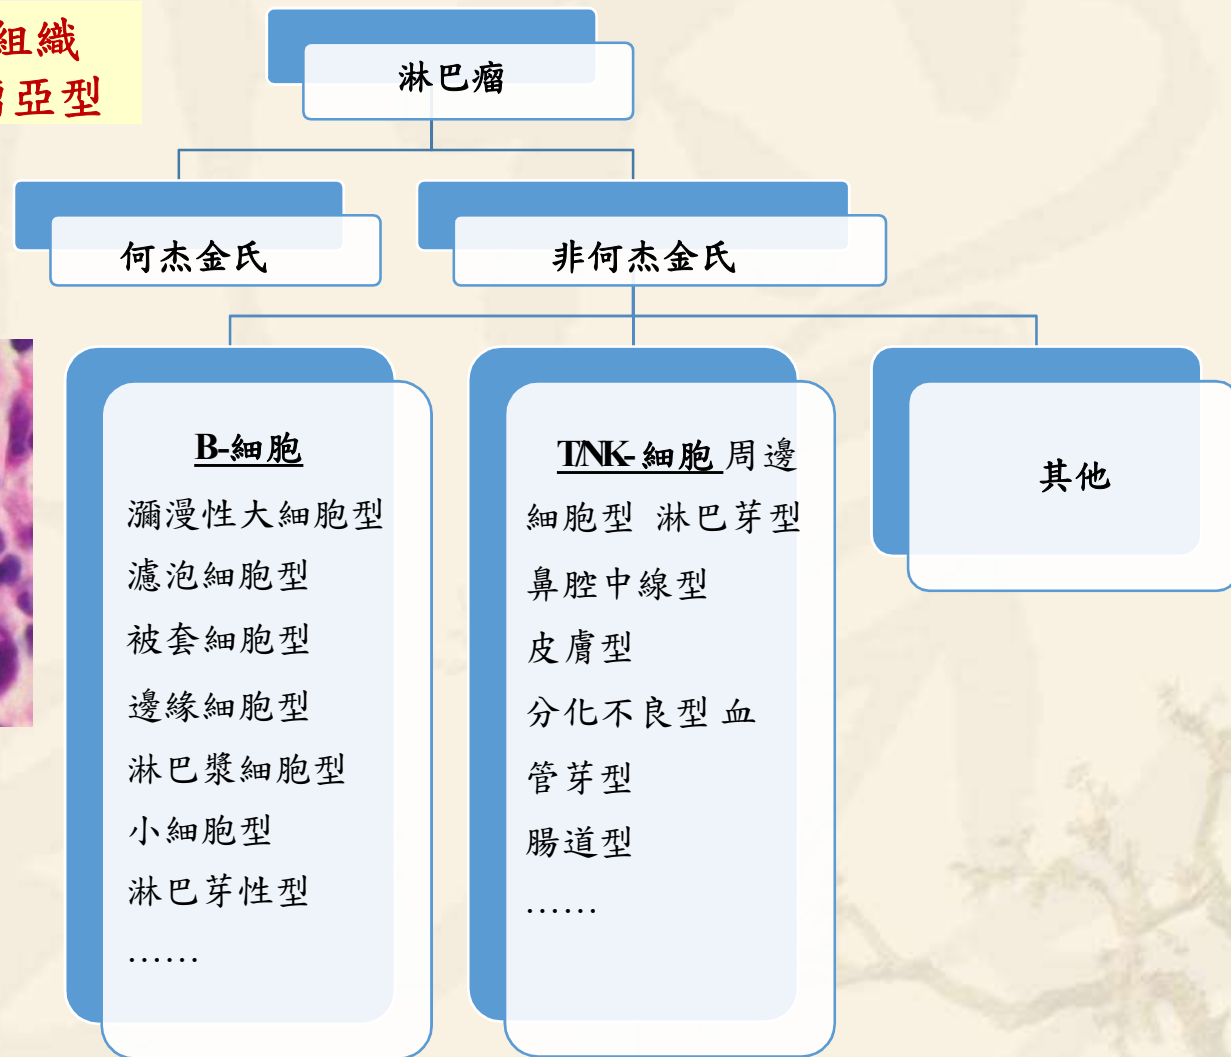 組織
亞型
淋巴瘤
何杰金氏
非何杰金氏
B-細胞
瀰漫性大細胞型
濾泡細胞型
被套細胞型
邊緣細胞型
淋巴漿細胞型
小細胞型
淋巴芽性型
……
T/NK-細胞 周邊
細胞型 淋巴芽型
鼻腔中線型
皮膚型
分化不良型 血
管芽型
腸道型
……
其他